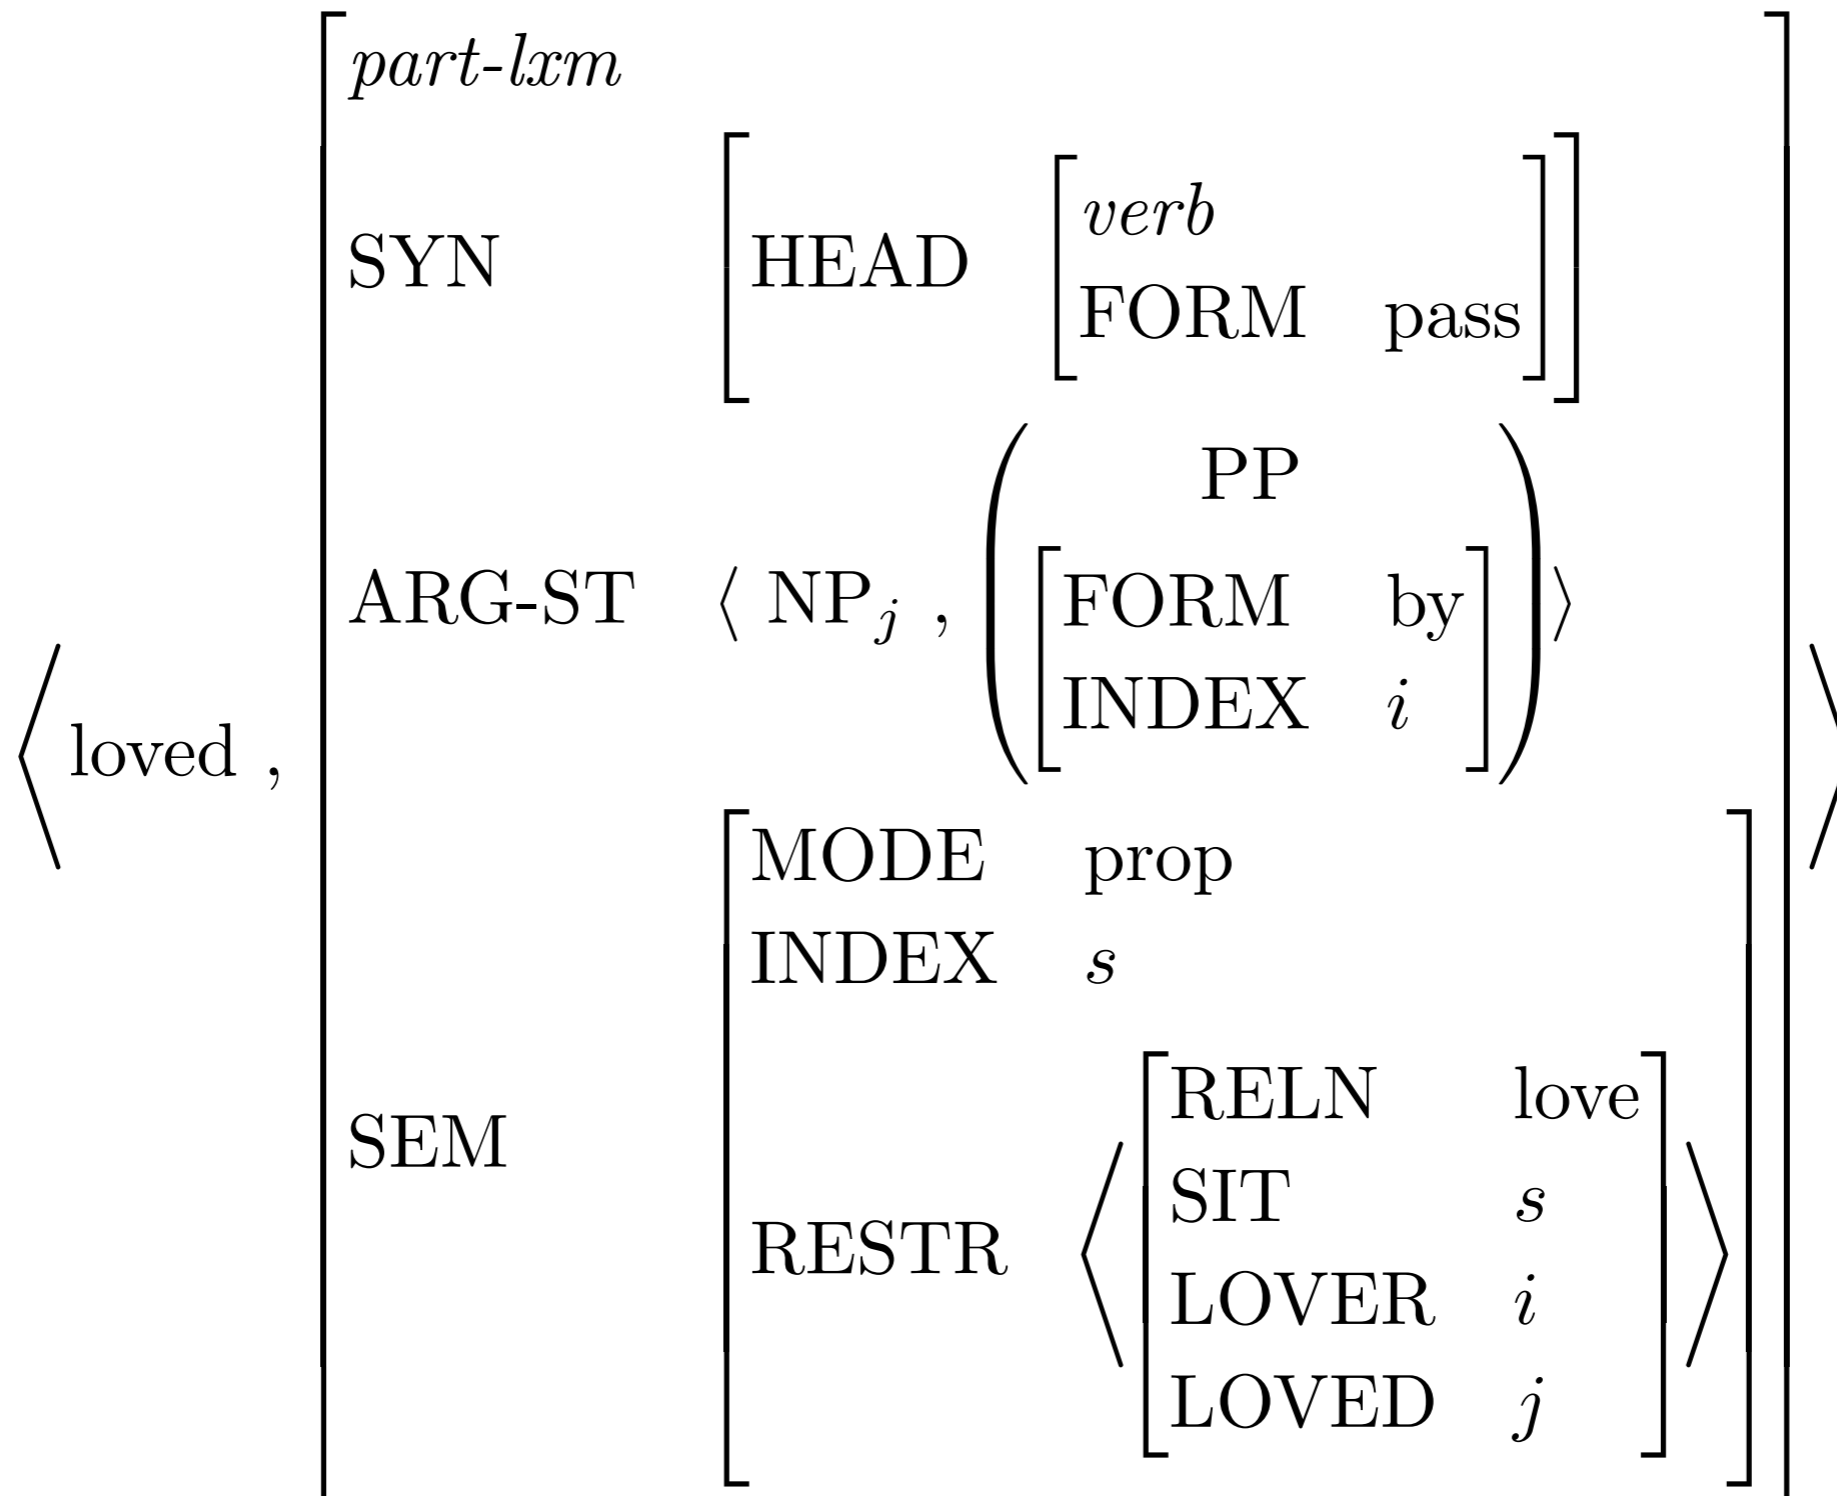 part-lxm
verb
SYN HEAD
FORM pass
PP
ARG-ST ⟨ NP_j , FORM by ⟩
INDEX i
loved ,
MODE prop
INDEX s
RELN love
SEM
SIT s
RESTR
LOVER i
LOVED j